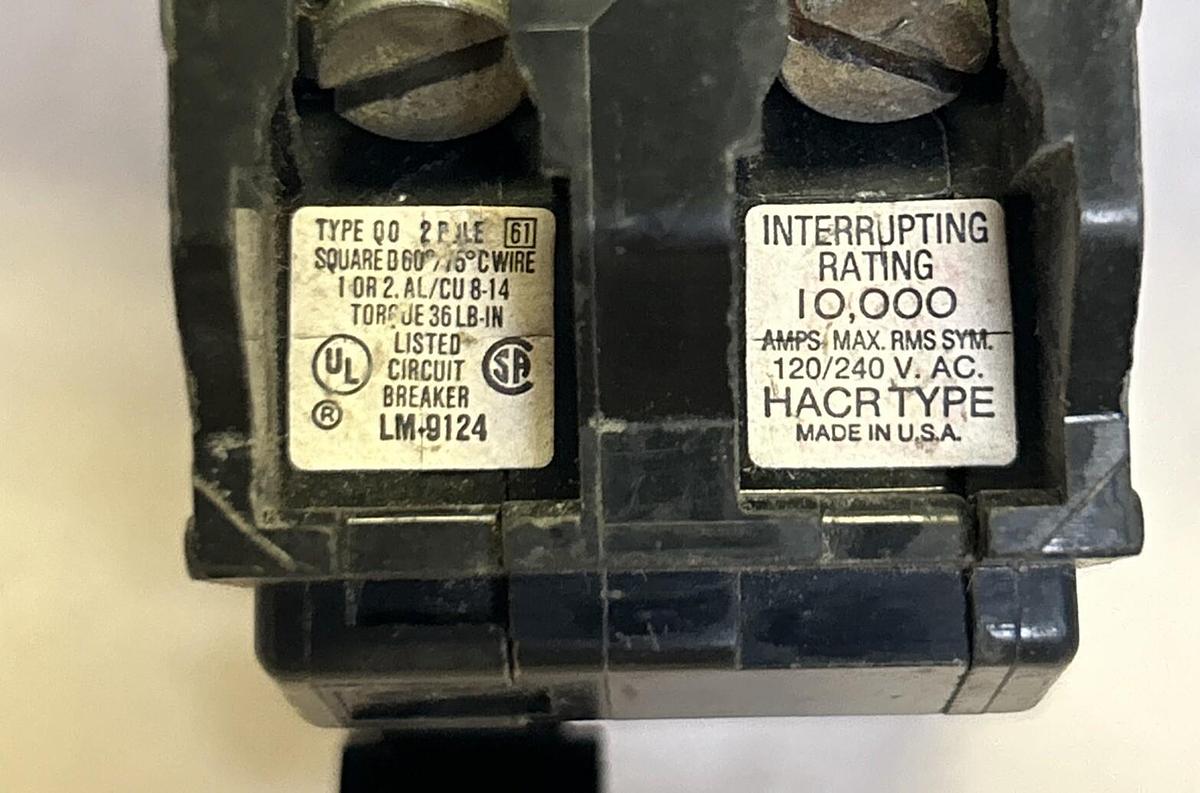 TYPE QO 2 POLE 61
SQUARE D 60°/75°C WIRE
1 OR 2. AL/CU 8-14
TORQUE 36 LB-IN
UL LISTED SA
CIRCUIT
BREAKER
®
LM-9124
INTERRUPTING
RATING
10,000
AMPS MAX. RMS SYM.
120/240 V. AC.
HACR TYPE
MADE IN U.S.A.